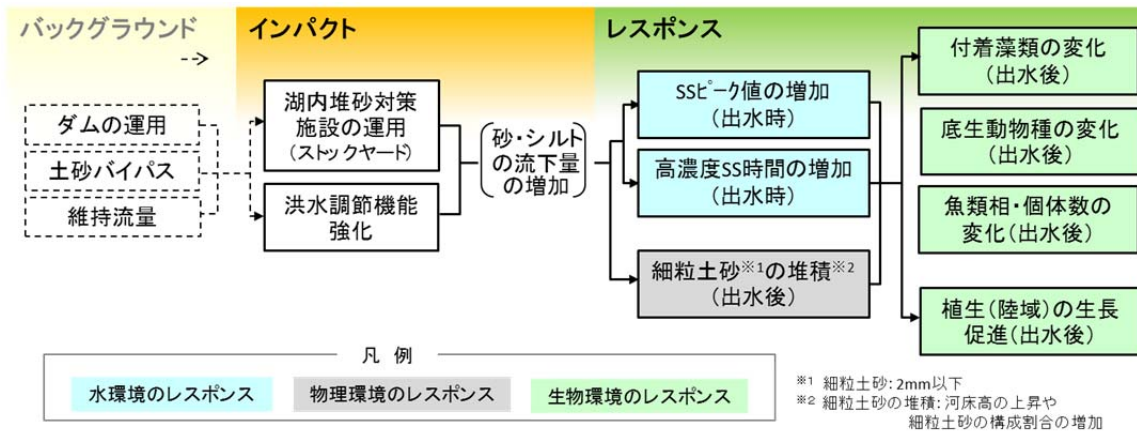 バックグラウンド
インパクト
レスポンス
ダムの運用
土砂バイパス
維持流量
湖内堆砂対策
施設の運用
(ストックヤード)
洪水調節機能
強化
砂・シルト
の流下量
の増加
SSピーク値の増加
(出水時)
高濃度SS時間の増加
(出水時)
細粒土砂※1の堆積※2
(出水後)
付着藻類の変化
(出水後)
底生動物種の変化
(出水後)
魚類相・個体数の
変化(出水後)
植生(陸域)の生長
促進(出水後)
凡 例
水環境のレスポンス
物理環境のレスポンス
生物環境のレスポンス
※1 細粒土砂:2mm以下
※2 細粒土砂の堆積:河床高の上昇や
細粒土砂の構成割合の増加